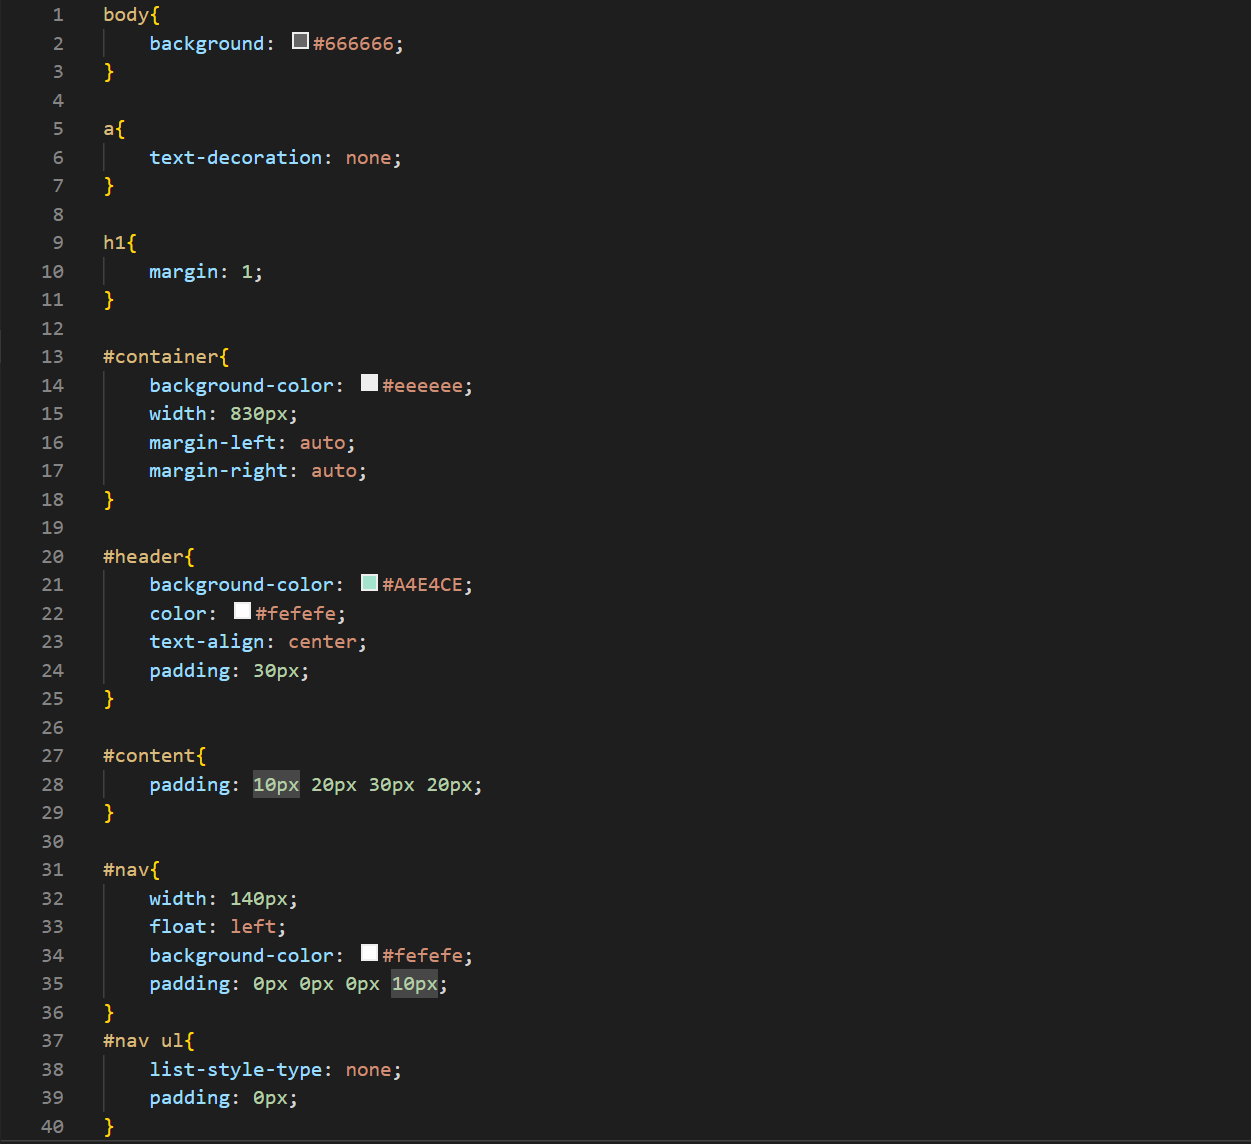 1 body{
2     background: #666666;
3 }
4
5 a{
6     text-decoration: none;
7 }
8
9 h1{
10     margin: 1;
11 }
12
13 #container{
14     background-color: #eeeeee;
15     width: 830px;
16     margin-left: auto;
17     margin-right: auto;
18 }
19
20 #header{
21     background-color: #A4E4CE;
22     color: #fefefe;
23     text-align: center;
24     padding: 30px;
25 }
26
27 #content{
28     padding: 10px 20px 30px 20px;
29 }
30
31 #nav{
32     width: 140px;
33     float: left;
34     background-color: #fefefe;
35     padding: 0px 0px 0px 10px;
36 }
37 #nav ul{
38     list-style-type: none;
39     padding: 0px;
40 }